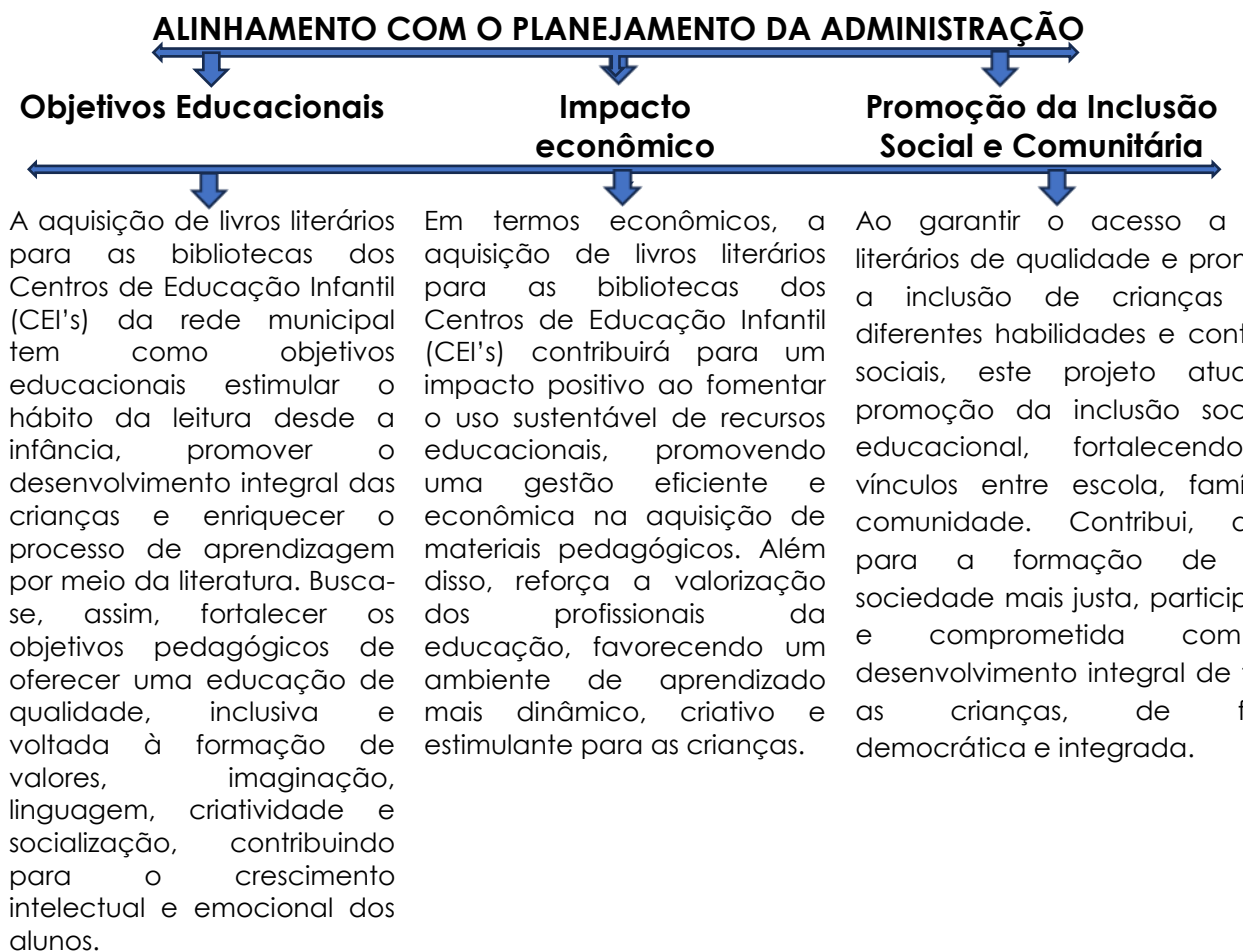 ALINHAMENTO COM O PLANEJAMENTO DA ADMINISTRAÇÃO
Objetivos Educacionais
A aquisição de livros literários
para as bibliotecas dos
Centros de Educação Infantil
(CEI's) da rede municipal
tem como objetivos
educacionais estimular o
hábito da leitura desde a
infância, promover o
desenvolvimento integral das
crianças e enriquecer o
processo de aprendizagem
por meio da literatura. Busca-
se, assim, fortalecer os
objetivos pedagógicos de
oferecer uma educação de
qualidade, inclusiva e
voltada à formação de
valores, imaginação,
linguagem, criatividade e
socialização, contribuindo
para o crescimento
intelectual e emocional dos
alunos.
Impacto
econômico
Em termos econômicos, a
aquisição de livros literários
para as bibliotecas dos
Centros de Educação Infantil
(CEI's) contribuirá para um
impacto positivo ao fomentar
o uso sustentável de recursos
educacionais, promovendo
uma gestão eficiente e
econômica na aquisição de
materiais pedagógicos. Além
disso, reforça a valorização
dos profissionais da
educação, favorecendo um
ambiente de aprendizado
mais dinâmico, criativo e
estimulante para as crianças.
Promoção da Inclusão
Social e Comunitária
Ao garantir o acesso a
literários de qualidade e
a inclusão de crianças
diferentes habilidades e
sociais, este projeto
promoção da inclusão
educacional, fortalecendo
vínculos entre escola,
comunidade. Contribui,
para a formação de
sociedade mais justa,
e comprometida com
desenvolvimento integral de
as crianças, de
democrática e integrada.